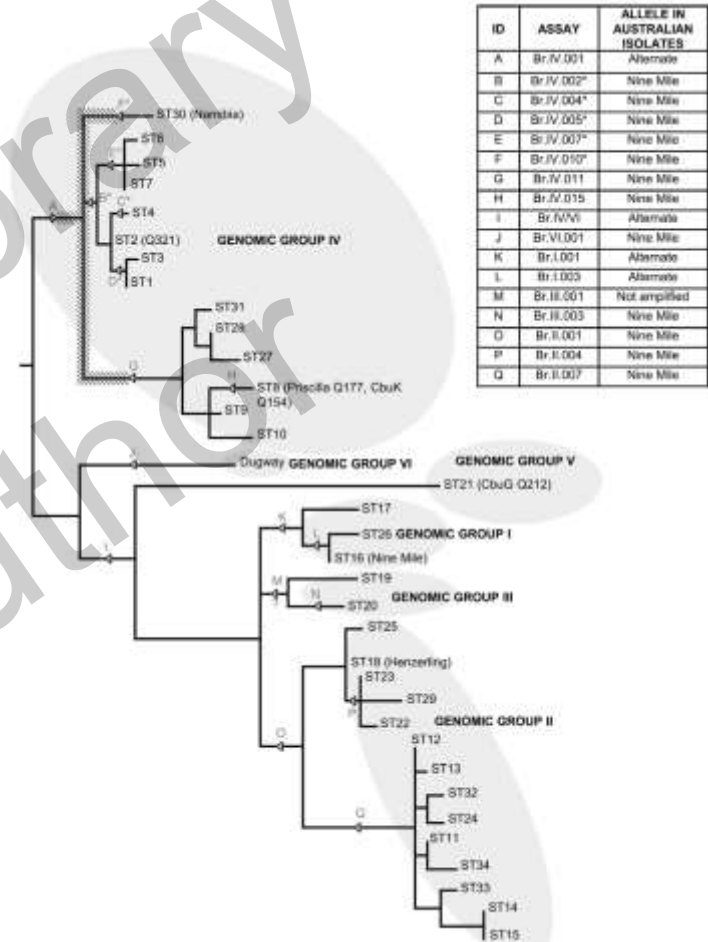 ID ASSAY ALLELE IN AUSTRALIAN ISOLATES
A Br.IV.001 Alternate
B Br.IV.002* Nine Mile
C Br.IV.004* Nine Mile
D Br.IV.005* Nine Mile
E Br.IV.007* Nine Mile
F Br.IV.010* Nine Mile
G Br.IV.011 Nine Mile
H Br.IV.015 Nine Mile
I Br.IV/VI Alternate
J Br.VI.001 Nine Mile
K Br.I.001 Alternate
L Br.I.003 Alternate
M Br.III.001 Not amplified
N Br.III.003 Nine Mile
O Br.II.001 Nine Mile
P Br.II.004 Nine Mile
Q Br.II.007 Nine Mile
F*
ST30 (Namibia)
ST6
ST5
ST7
A
B*
C*
ST4
ST2 (Q321)
GENOMIC GROUP IV
ST3
D*
ST1
ST31
ST28
ST27
G
H
ST8 (Priscilla Q177, CbuK
Q154)
ST9
ST10
Dugway
GENOMIC GROUP VI
GENOMIC GROUP V
ST21 (CbuG Q212)
ST17
K
L
ST26
GENOMIC GROUP I
ST16 (Nine Mile)
ST19
M
N
GENOMIC GROUP III
ST20
ST25
ST18 (Henzerling)
ST23
ST29
P
ST22
GENOMIC GROUP II
O
ST12
ST13
ST32
ST24
Q
ST11
ST34
ST33
ST14
ST15